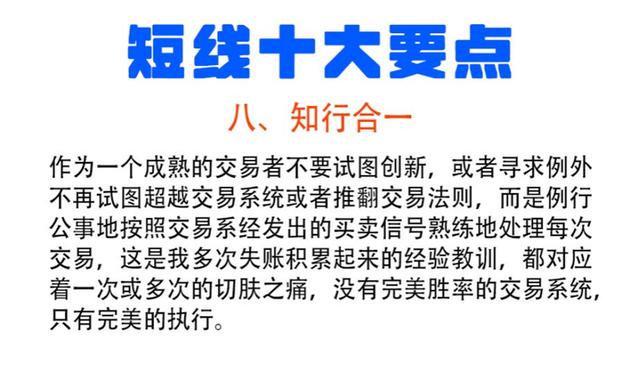 短线十大要点
八、知行合一
作为一个成熟的交易者不要试图创新，或者寻求例外
不再试图超越交易系统或者推翻交易法则，而是例行
公事地按照交易系经发出的买卖信号熟练地处理每次
交易，这是我多次失账积累起来的经验教训，都对应
着一次或多次的切肤之痛，没有完美胜率的交易系统，
只有完美的执行。